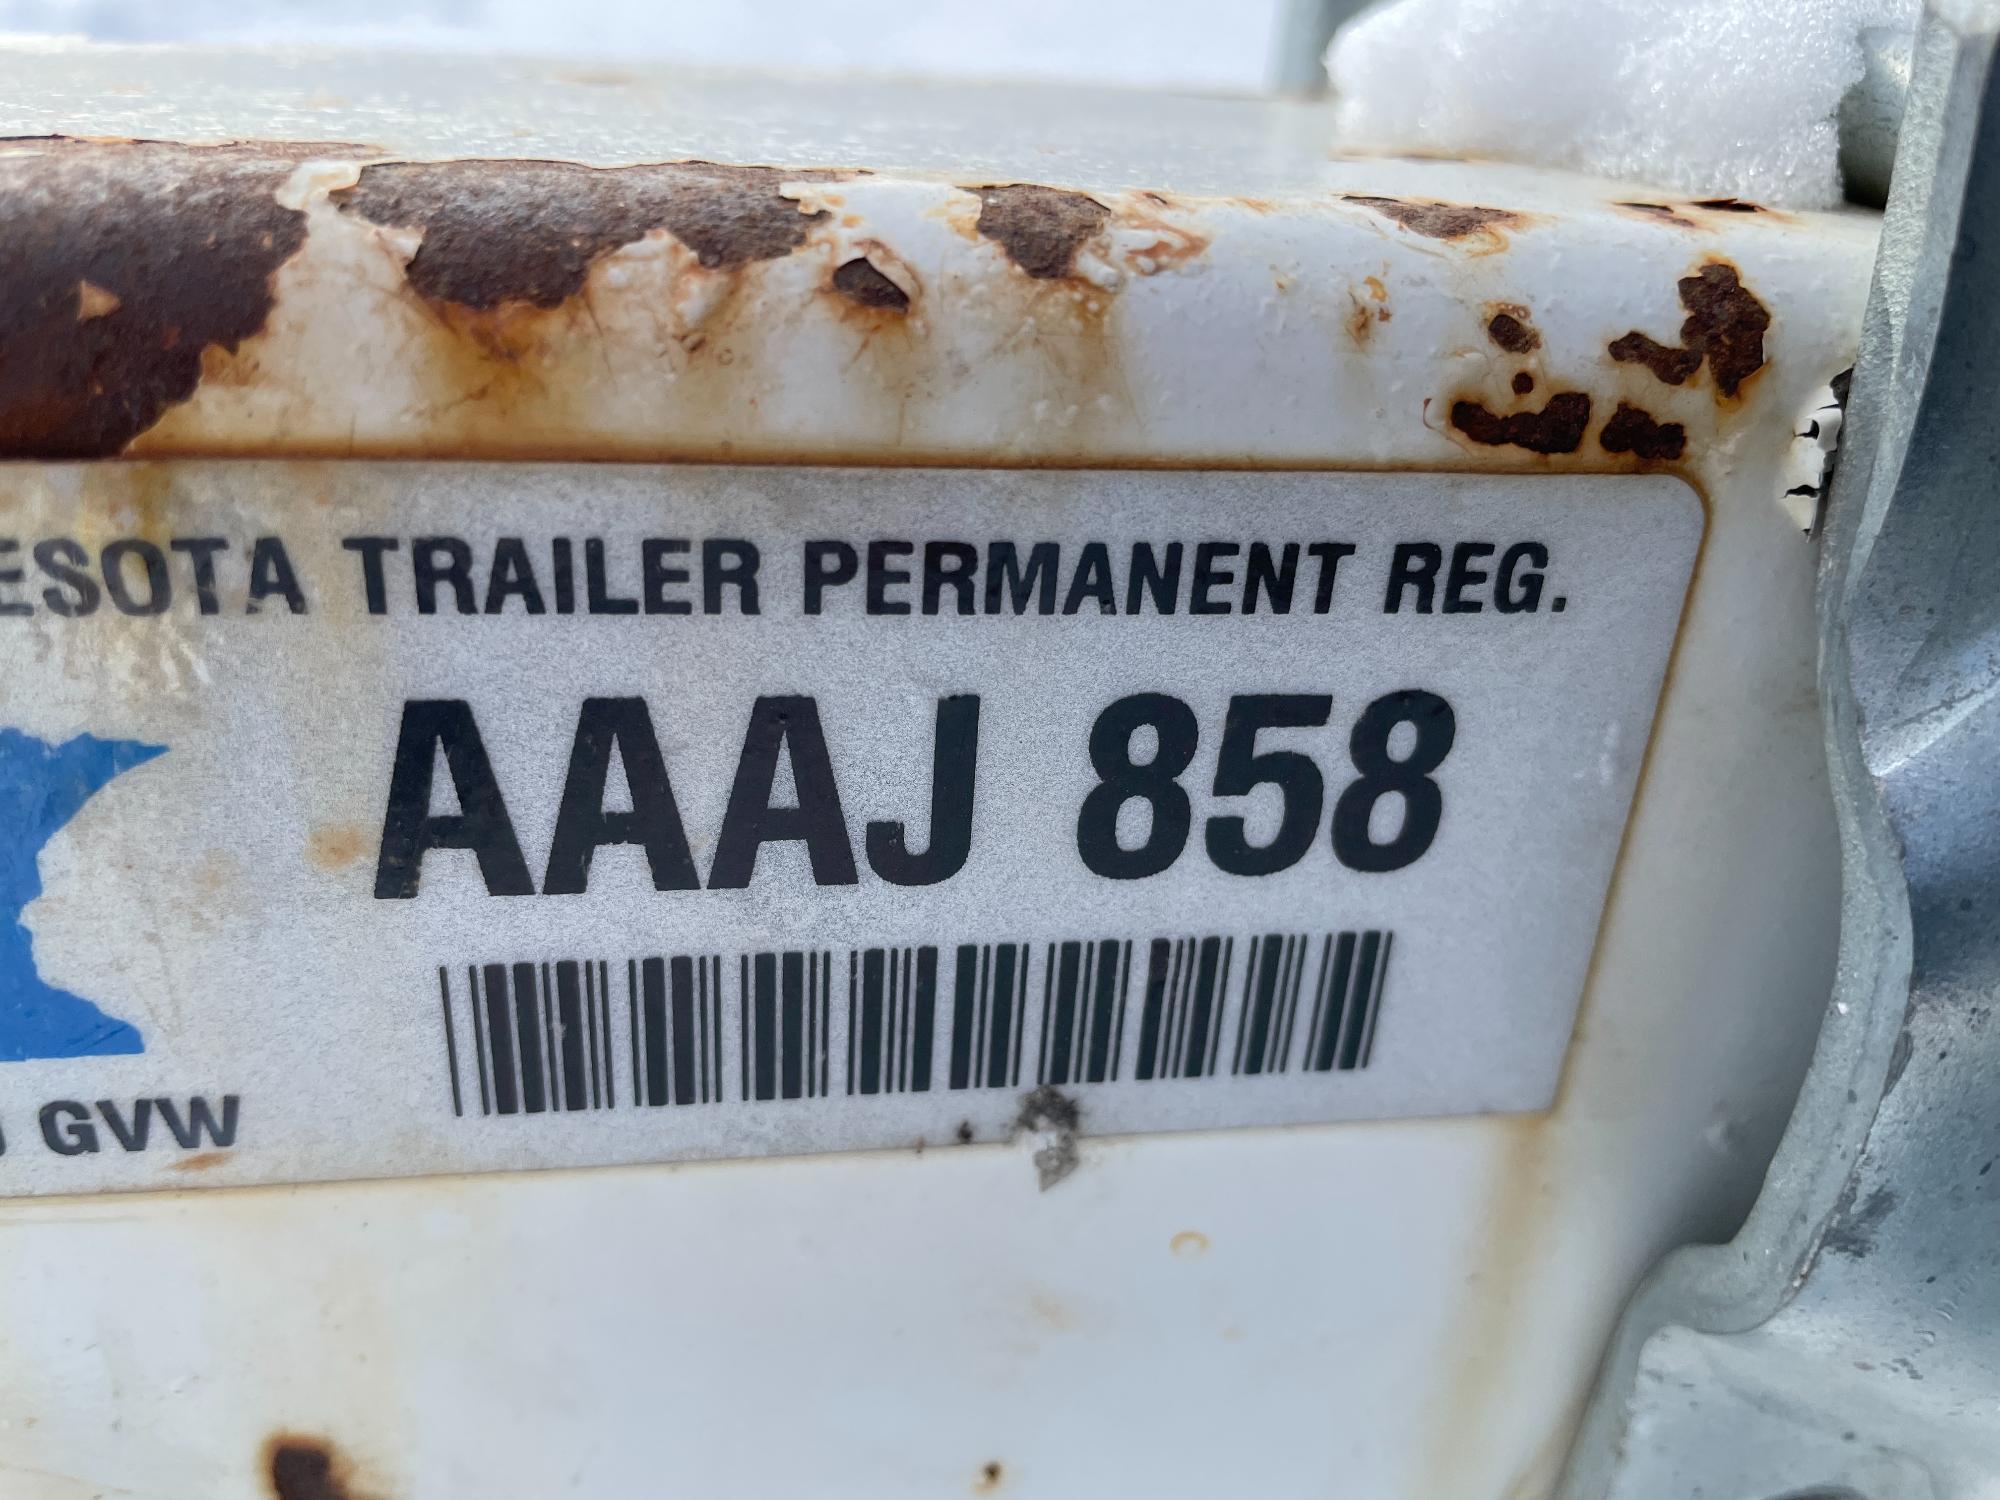 ESOTA TRAILER PERMANENT REG.
AAAJ 858
GVW